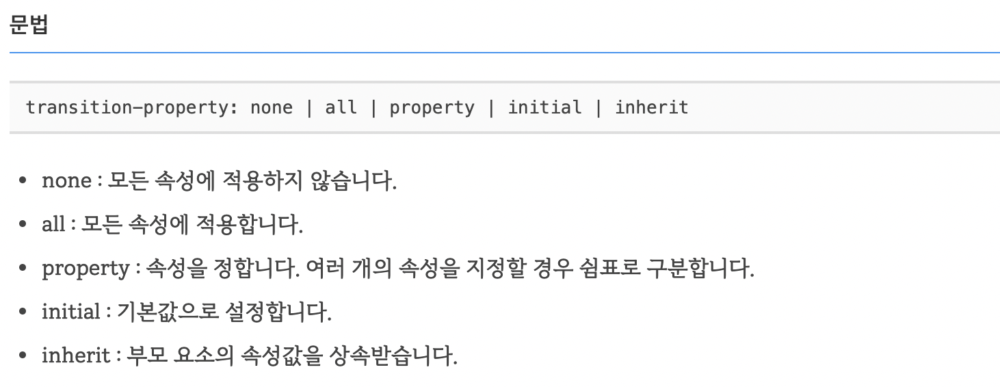 문법
transition-property: none | all | property | initial | inherit
• none : 모든 속성에 적용하지 않습니다.
• all : 모든 속성에 적용합니다.
• property : 속성을 정합니다. 여러 개의 속성을 지정할 경우 쉼표로 구분합니다.
• initial : 기본값으로 설정합니다.
• inherit : 부모 요소의 속성값을 상속받습니다.